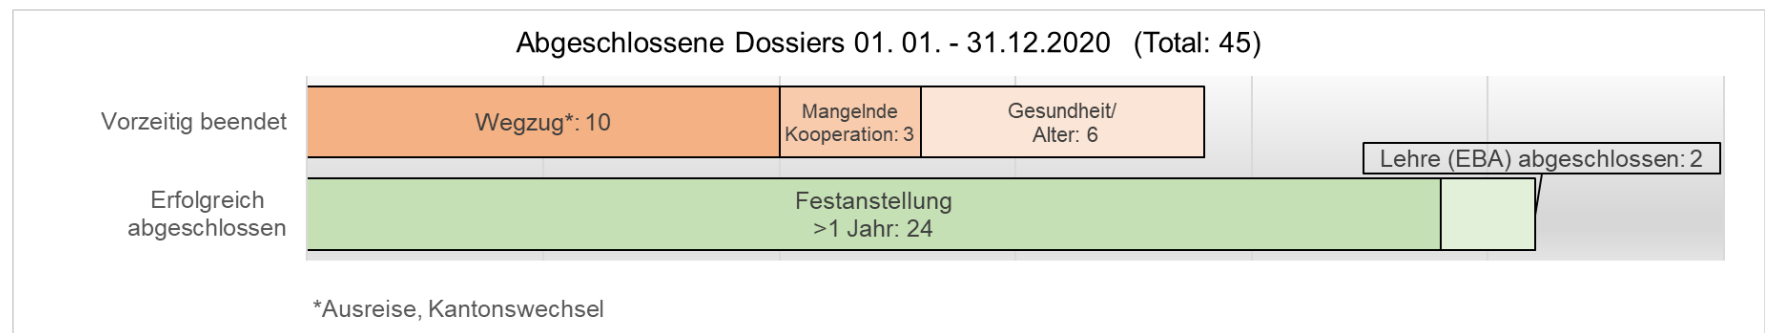 Abgeschlossene Dossiers 01. 01. - 31.12.2020 (Total: 45)
Vorzeitig beendet
Wegzug*: 10
Mangelnde
Kooperation: 3
Gesundheit/
Alter: 6
Lehre (EBA) abgeschlossen: 2
Erfolgreich
abgeschlossen
Festanstellung
>1 Jahr: 24
*Ausreise, Kantonswechsel